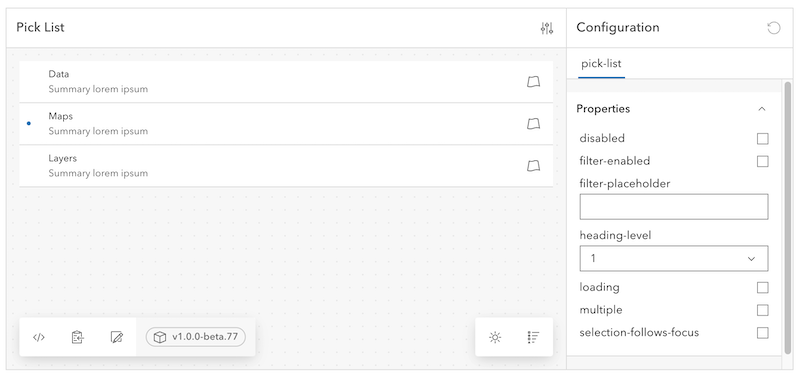 Pick List
Data
Summary lorem ipsum
Maps
Summary lorem ipsum
Layers
Summary lorem ipsum
v1.0.0-beta.77
Configuration
pick-list
Properties
disabled
filter-enabled
filter-placeholder
heading-level
1
loading
multiple
selection-follows-focus